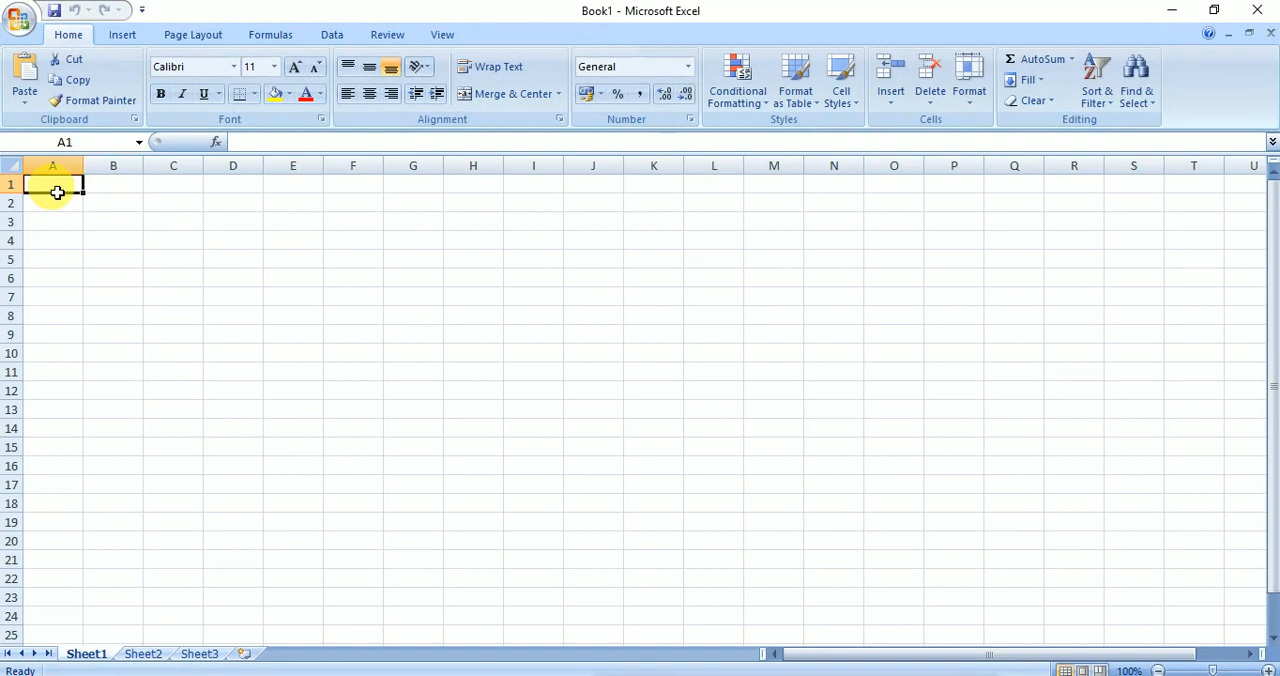 Book1 - Microsoft Excel
Home Insert Page Layout Formulas Data Review View
Cut
Copy
Format Painter
Paste
Clipboard
Calibri 11
B I U A
Font
Wrap Text
Merge & Center
Alignment
General
% ,
Number
Conditional Formatting
Format as Table
Cell Styles
Styles
Insert Delete Format
Cells
Σ AutoSum
Fill
Clear
Sort & Filter
Find & Select
Editing
A1 fx
A B C D E F G H I J K L M N O P Q R S T U
1
2
3
4
5
6
7
8
9
10
11
12
13
14
15
16
17
18
19
20
21
22
23
24
25
Sheet1 Sheet2 Sheet3
Ready 100%